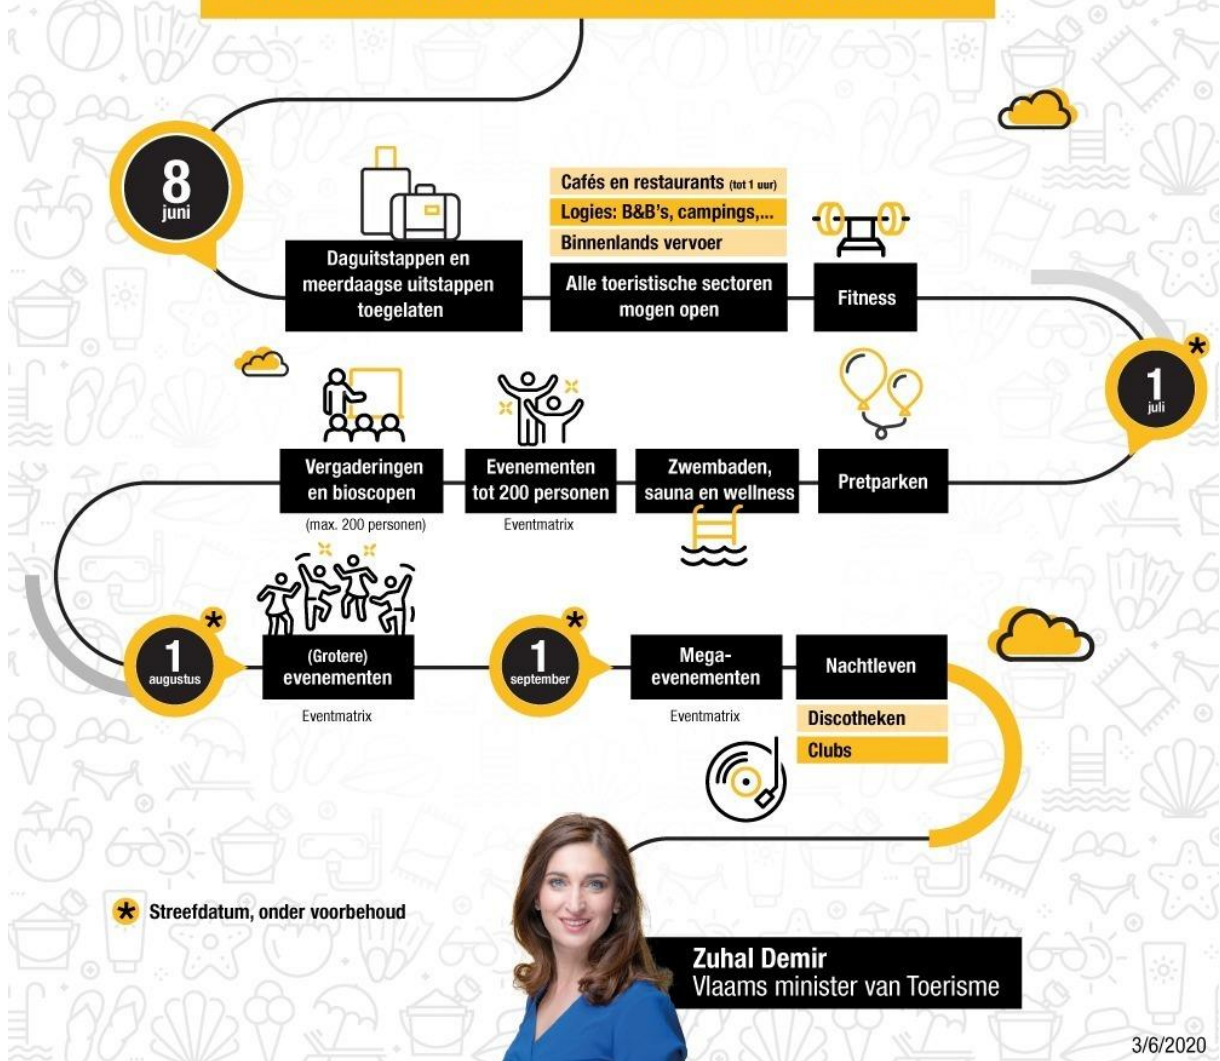 8
juni
Daguitstappen en
meerdaagse uitstappen
toegelaten
Cafés en restaurants (tot 1 uur)
Logies: B&B's, campings,...
Binnenlands vervoer
Alle toeristische sectoren
mogen open
Fitness
*
1
juli
Pretparken
Zwembaden,
sauna en wellness
Evenementen
tot 200 personen
Eventmatrix
Vergaderingen
en bioscopen
(max. 200 personen)
*
1
augustus
(Grotere)
evenementen
Eventmatrix
*
1
september
Mega-
evenementen
Eventmatrix
Nachtleven
Discotheken
Clubs
* Streefdatum, onder voorbehoud
Zuhal Demir
Vlaams minister van Toerisme
3/6/2020